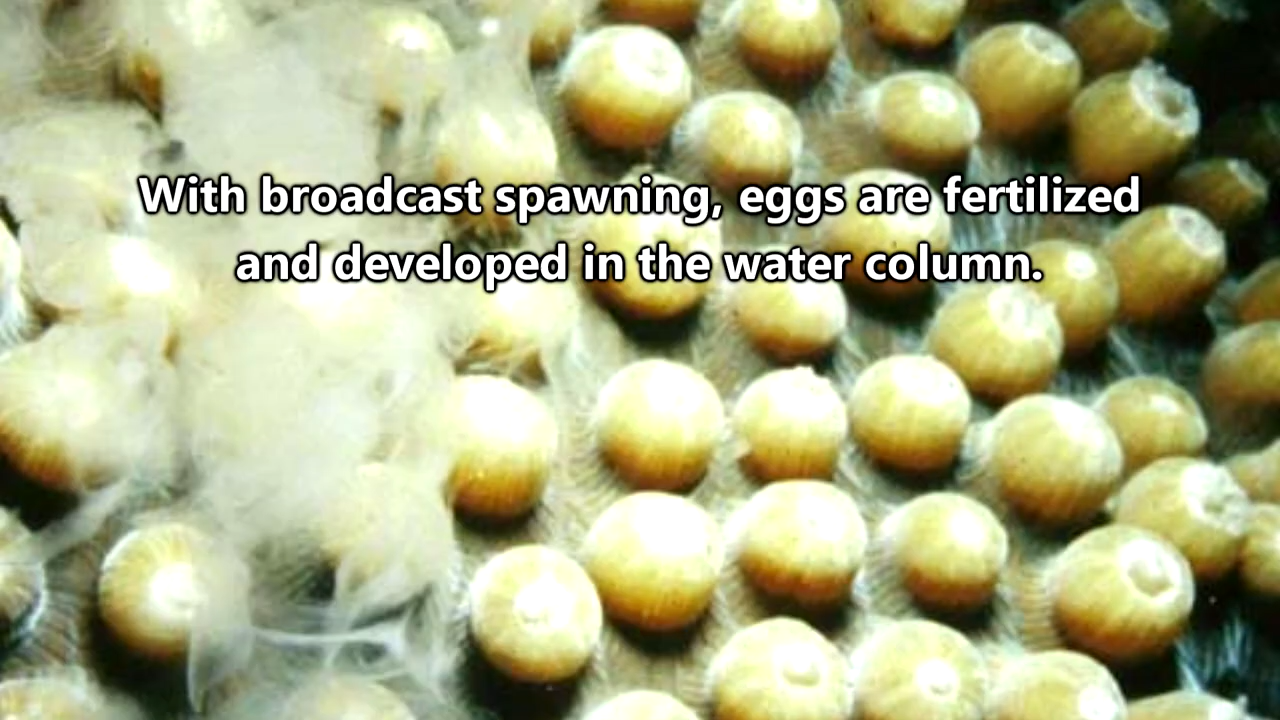 With broadcast spawning, eggs are fertilized
and developed in the water column.